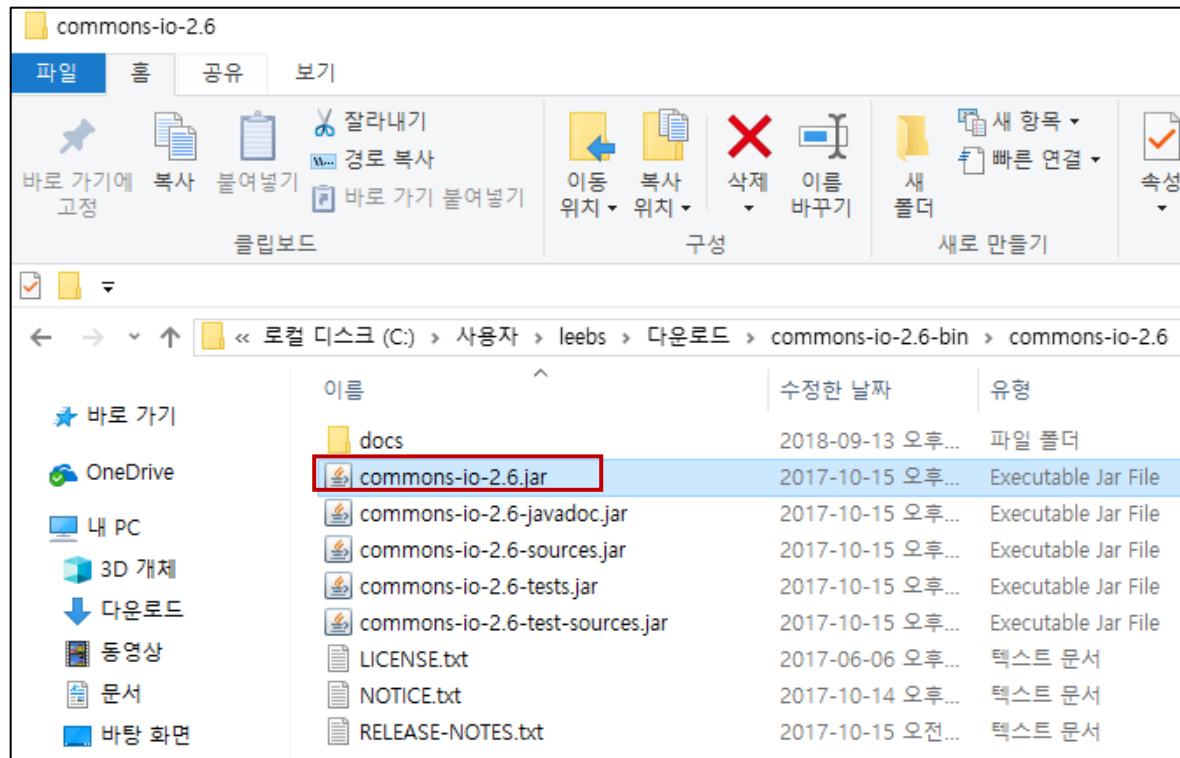 commons-io-2.6
파일 홈 공유 보기
잘라내기
경로 복사
바로 가기 붙여넣기
바로 가기에 고정
복사
붙여넣기
클립보드
이동 위치
복사 위치
삭제
이름 바꾸기
구성
새 폴더
새 항목
빠른 연결
새로 만들기
속성
« 로컬 디스크 (C:) › 사용자 › leebs › 다운로드 › commons-io-2.6-bin › commons-io-2.6
바로 가기
OneDrive
내 PC
3D 개체
다운로드
동영상
문서
바탕 화면
이름 수정한 날짜 유형
docs 2018-09-13 오후... 파일 폴더
commons-io-2.6.jar 2017-10-15 오후... Executable Jar File
commons-io-2.6-javadoc.jar 2017-10-15 오후... Executable Jar File
commons-io-2.6-sources.jar 2017-10-15 오후... Executable Jar File
commons-io-2.6-tests.jar 2017-10-15 오후... Executable Jar File
commons-io-2.6-test-sources.jar 2017-10-15 오후... Executable Jar File
LICENSE.txt 2017-06-06 오후... 텍스트 문서
NOTICE.txt 2017-10-14 오후... 텍스트 문서
RELEASE-NOTES.txt 2017-10-15 오전... 텍스트 문서